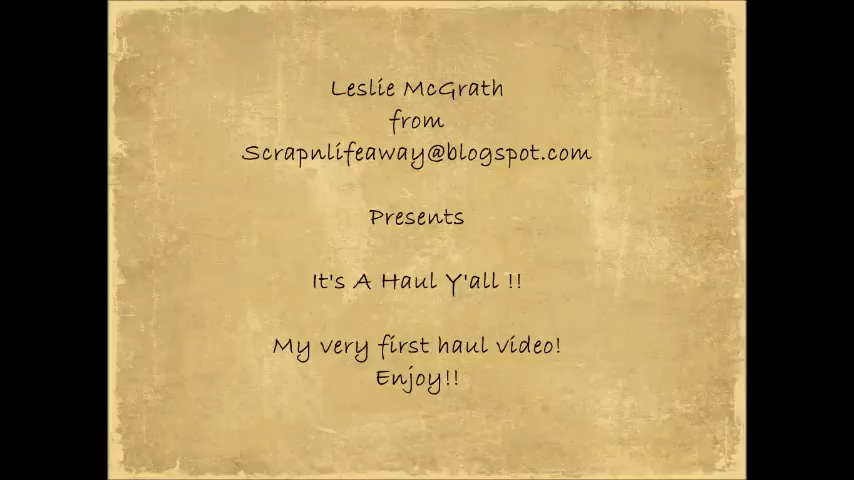 Leslie McGrath
from
Scrapnlifeaway@blogspot.com
Presents
It's A Haul Y'all !!
My very first haul video!
Enjoy!!